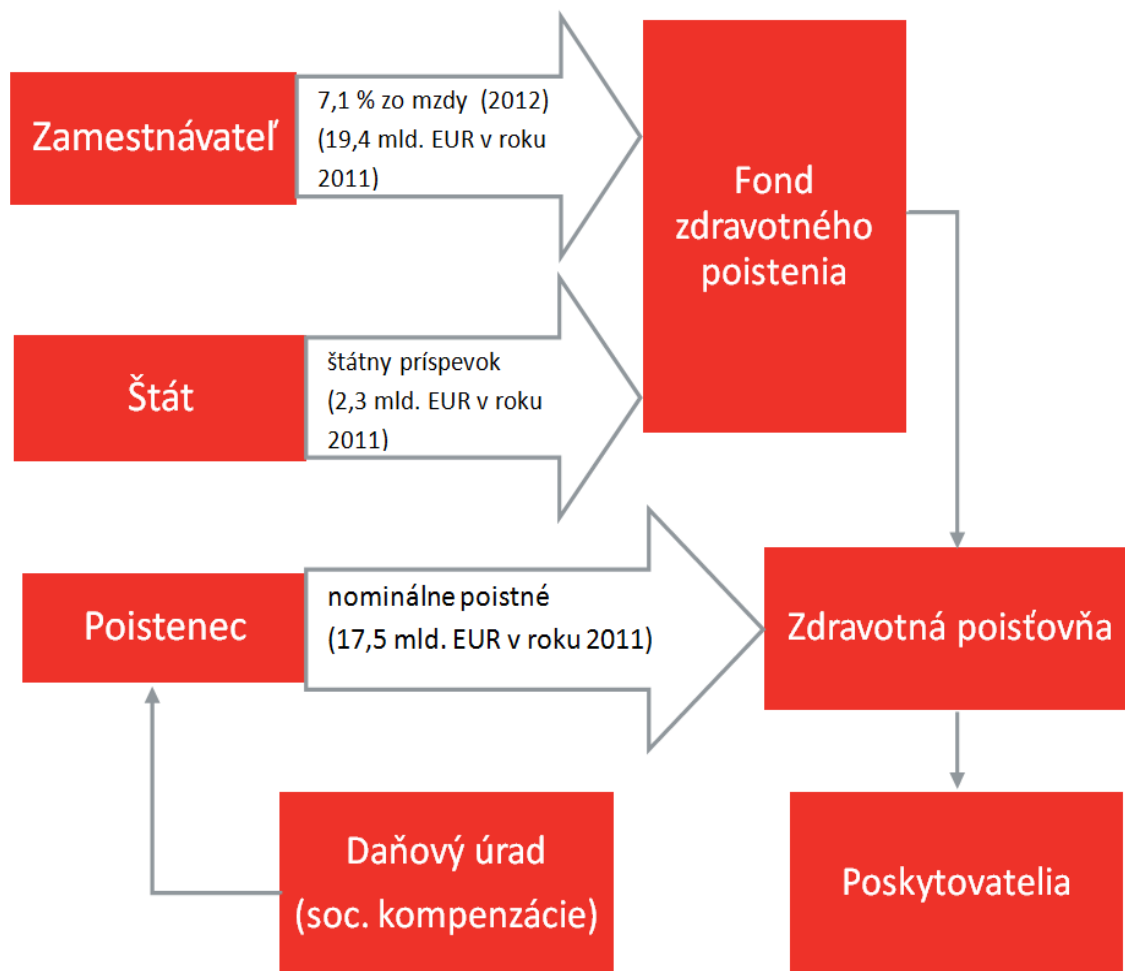 Zamestnávateľ
7,1 % zo mzdy (2012)
(19,4 mld. EUR v roku
2011)
Fond
zdravotného
poistenia
Štát
štátny príspevok
(2,3 mld. EUR v roku
2011)
Poistenec
nominálne poistné
(17,5 mld. EUR v roku 2011)
Zdravotná poisťovňa
Daňový úrad
(soc. kompenzácie)
Poskytovatelia